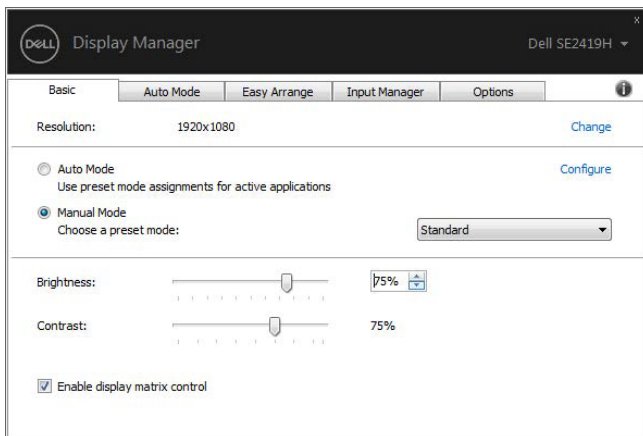 x
DELL Display Manager Dell SE2419H
Basic Auto Mode Easy Arrange Input Manager Options i
Resolution: 1920x1080 Change
Auto Mode Configure
Use preset mode assignments for active applications
Manual Mode
Choose a preset mode: Standard
Brightness: 75%
Contrast: 75%
Enable display matrix control